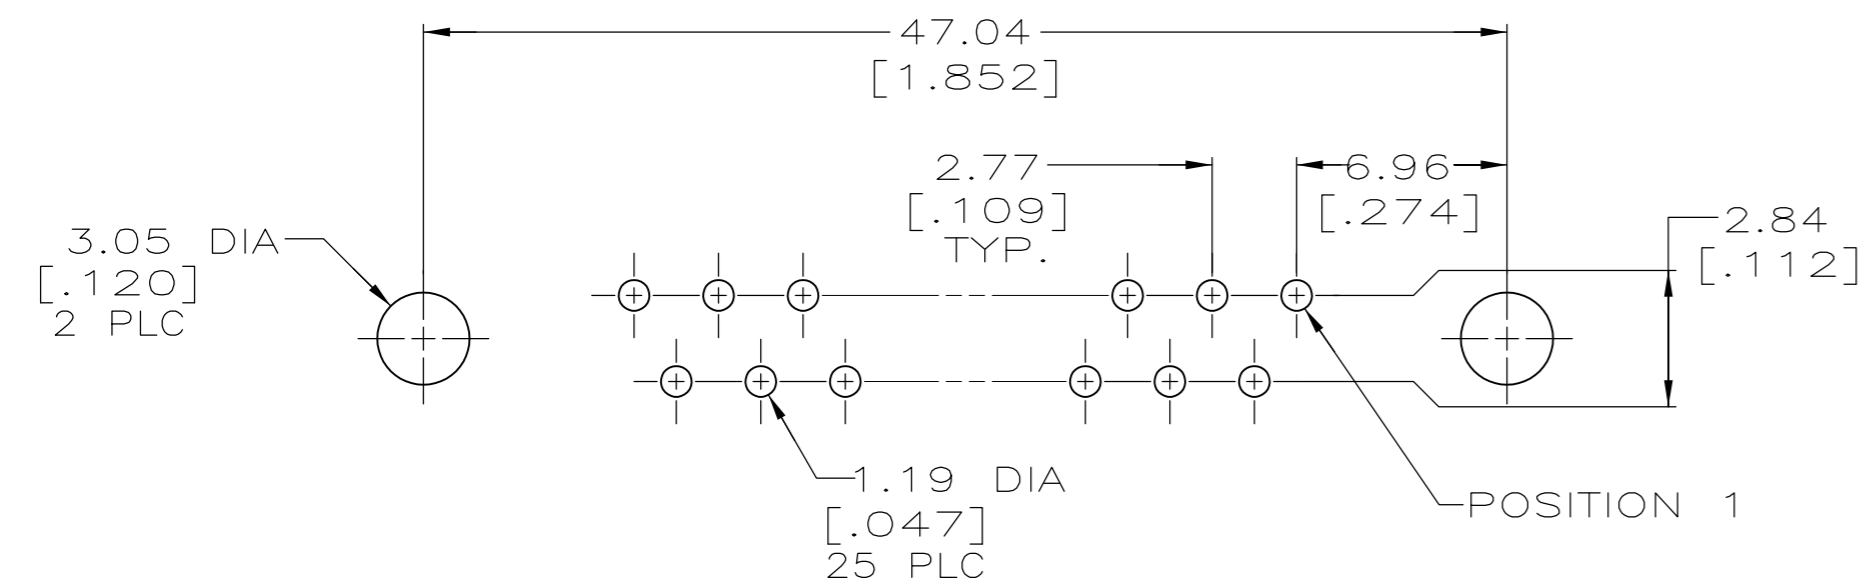 47.04
[1.852]
2.77
[.109]
TYP.
6.96
[.274]
2.84
[.112]
3.05 DIA
[.120]
2 PLC
1.19 DIA
[.047]
25 PLC
POSITION 1